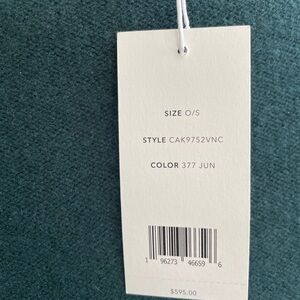 SIZE O/S
STYLE CAK9752VNC
COLOR 377 JUN
1 96273 46659 6
$595.00